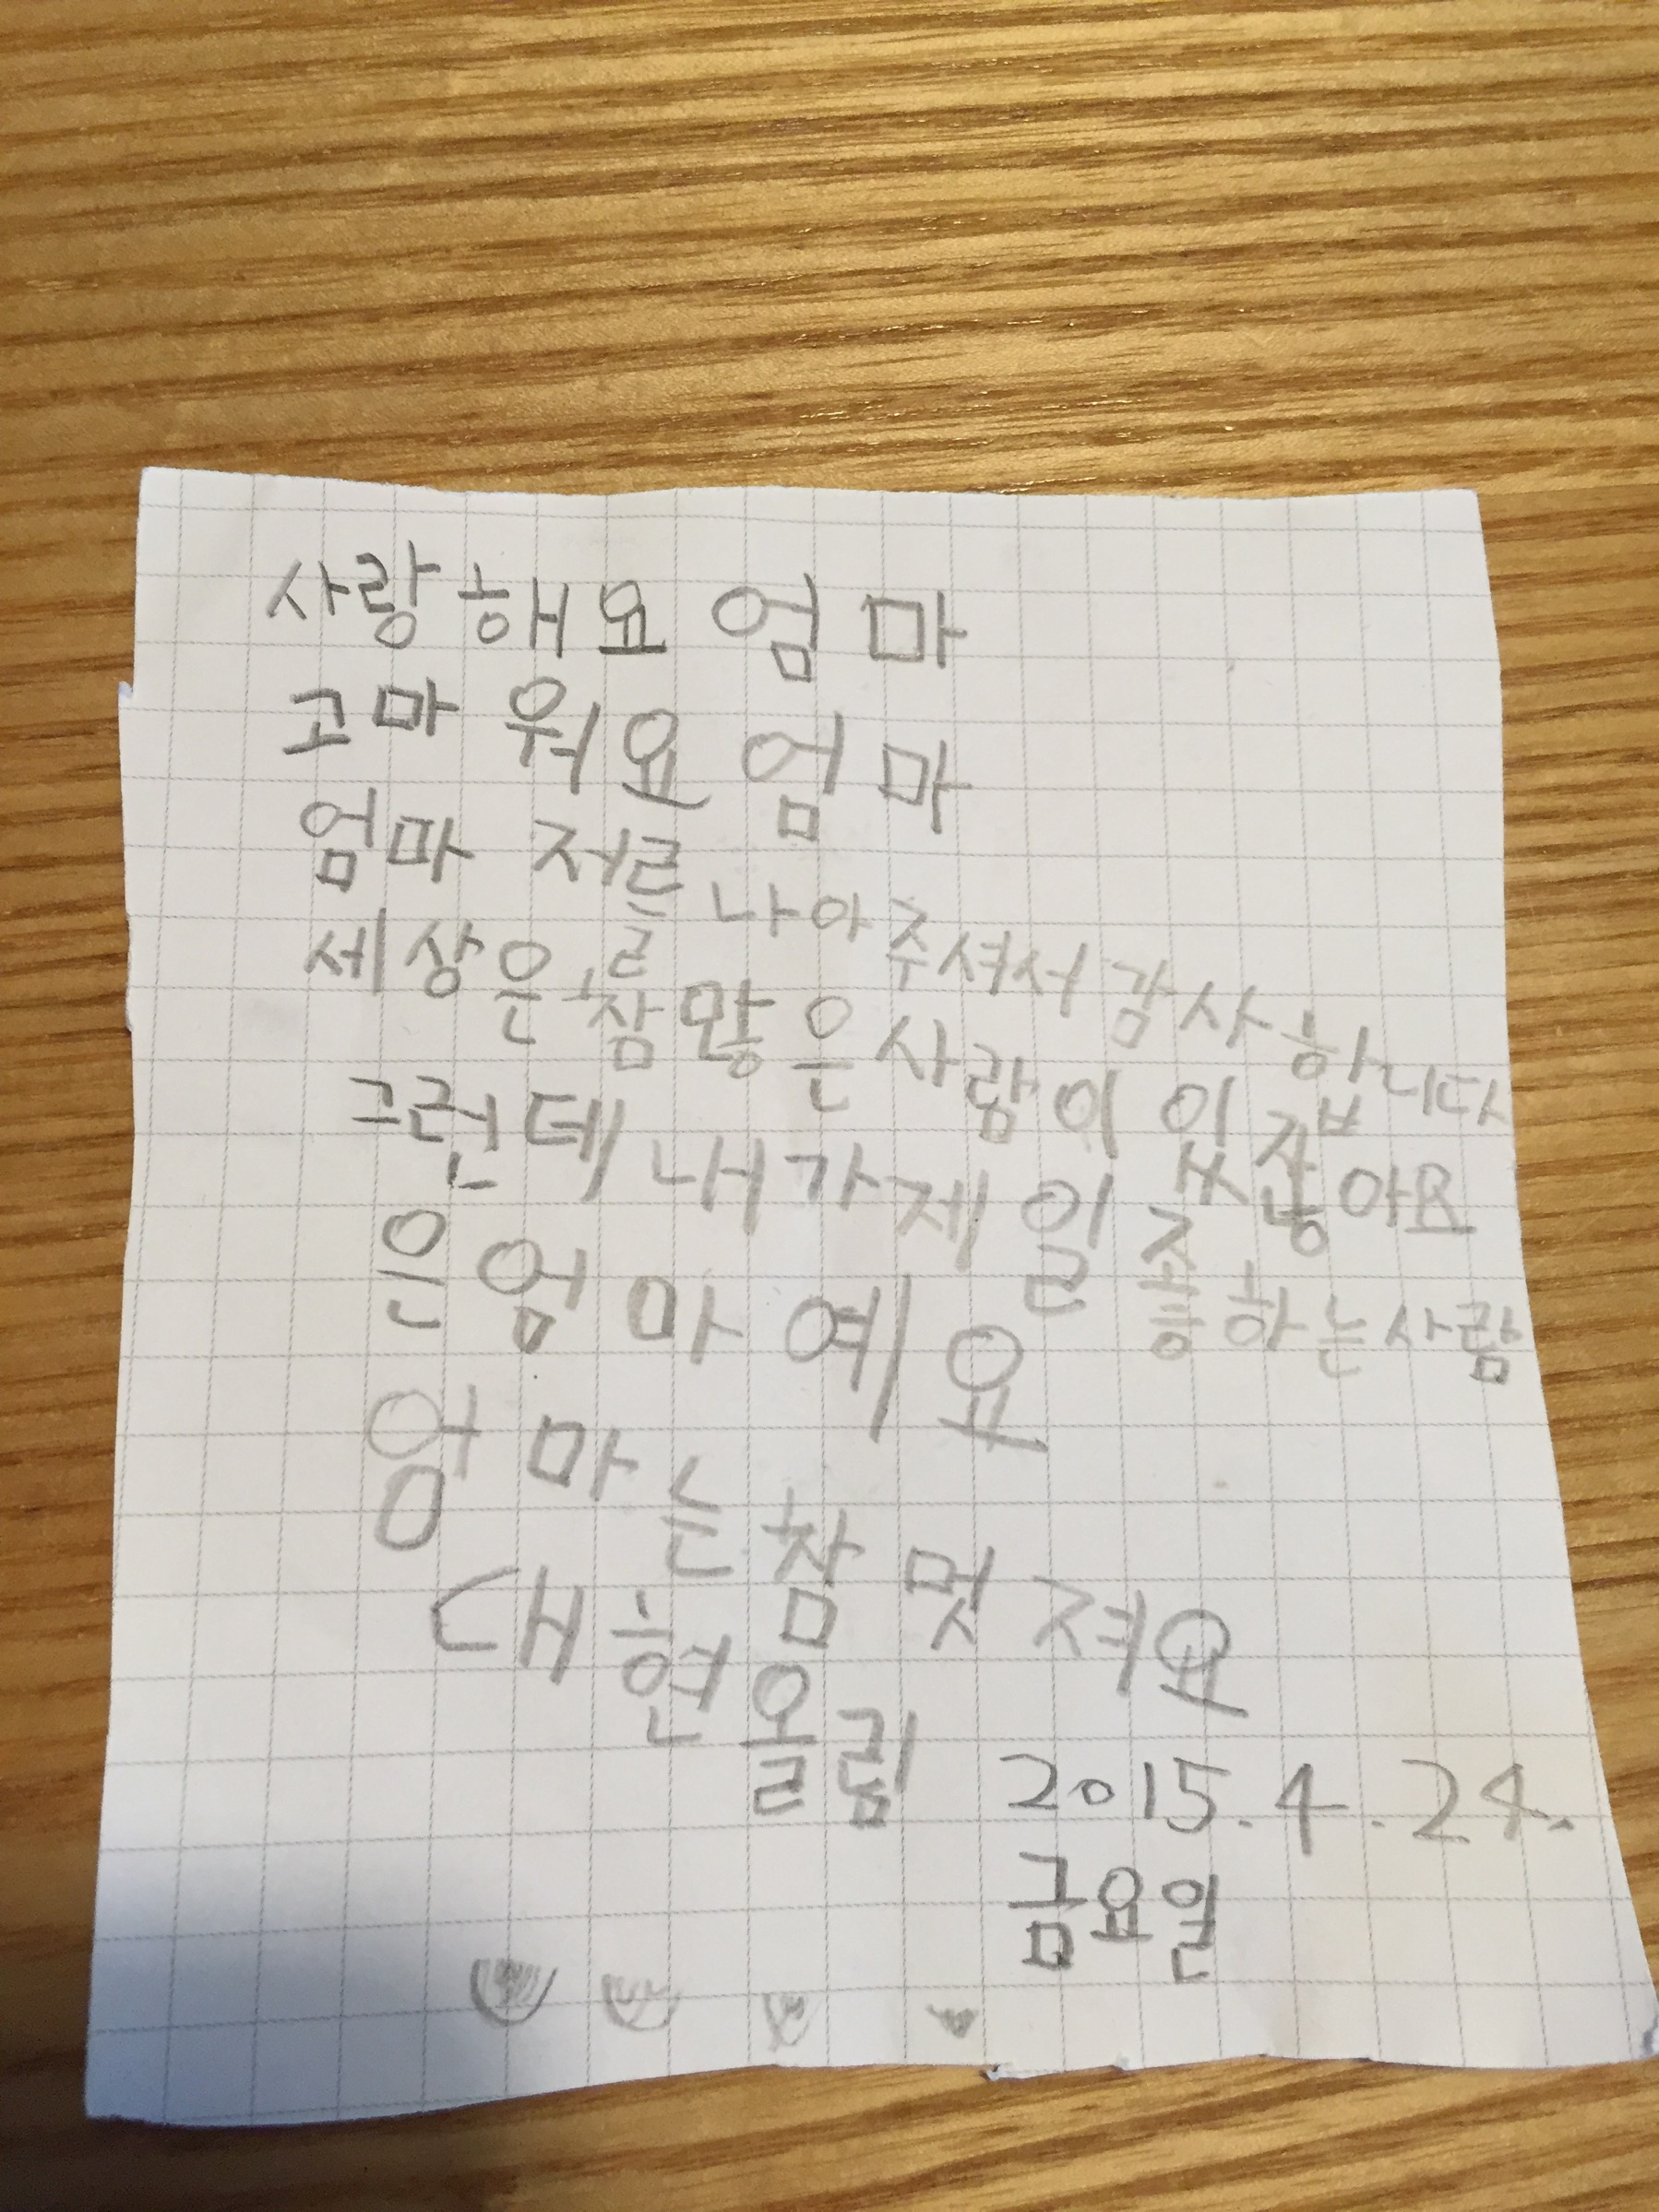 사랑해요 엄마
고마워요 엄마
엄마 저를 나아주셔서 감사합니다
세상은 참 많은 사람이 있잖아요
그런데 내가 제일 조흥하는 사람
은 엄마예요
엉마는 참 멋져요
대현올림
2015.4.24.
금요일